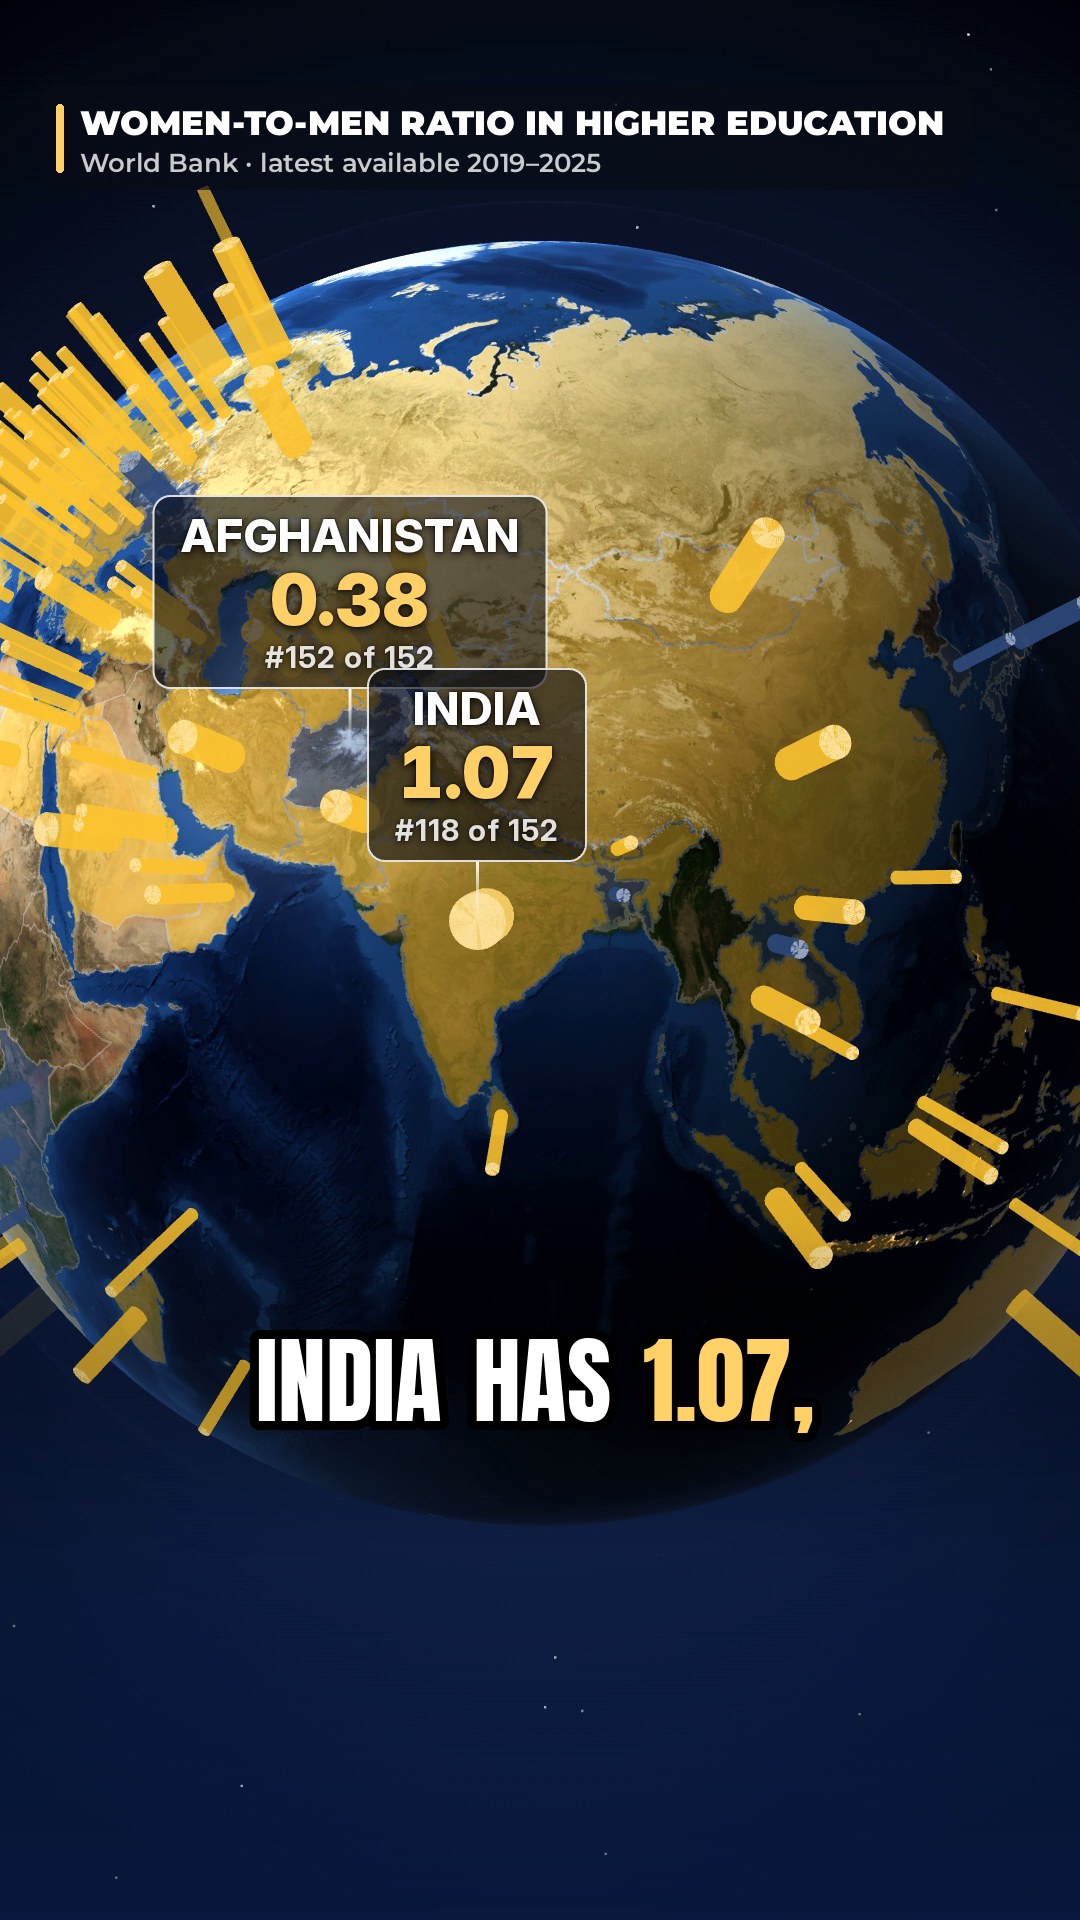 WOMEN-TO-MEN RATIO IN HIGHER EDUCATION
World Bank · latest available 2019–2025
AFGHANISTAN
0.38
#152 of 152
INDIA
1.07
#118 of 152
INDIA HAS 1.07,